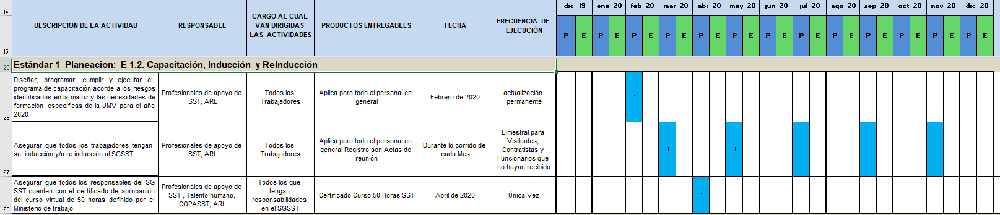 14
dic-19 ene-20 feb-20 mar-20 abr-20 may-20 jun-20 jul-20 ago-20 sep-20 oct-20 nov-20 dic-20
15
DESCRIPCION DE LA ACTIVIDAD
RESPONSABLE
CARGO AL CUAL
VAN DIRIGIDAS
LAS ACTIVIDADES
PRODUCTOS ENTREGABLES
FECHA
FRECUENCIA DE
EJECUCIÓN
P E P E P E P E P E P E P E P E P E P E P E P E P E
25
Estándar 1 Planeacion: E 1.2. Capacitación, Inducción y ReInducción
26
Diseñar, programar, cumplir y ejecutar el
programa de capacitación acorde a los riesgos
identificados en la matriz y las necesidades de
formación específicas de la UMV para el año
2020
Profesionales de apoyo de
SST, ARL
Todos los
Trabajadores
Aplica para todo el personal en
general
Febrero de 2020
actualización
permanente
1
27
Asegurar que todos los trabajadores tengan
su inducción y/o re inducción al SGSST
Profesionales de apoyo de
SST, ARL
Todos los
Trabajadores
Aplica para todo el personal en
general Registro sen Actas de
reunión
Durante lo corrido de
cada Mes
Bimestral para
Visitantes,
Contratistas y
Funcionarios que
no hayan recibido
1 1 1 1 1
28
Asegurar que todos los responsables del SG
SST cuenten con el certificado de aprobación
del curso virtual de 50 horas definido por el
Ministerio de trabajo.
Profesionales de apoyo de
SST , Talento humano,
COPASST, ARL
Todos los que
tengan
responsabilidades
en el SGSST
Certificado Curso 50 Horas SST
Abril de 2020
Única Vez
1